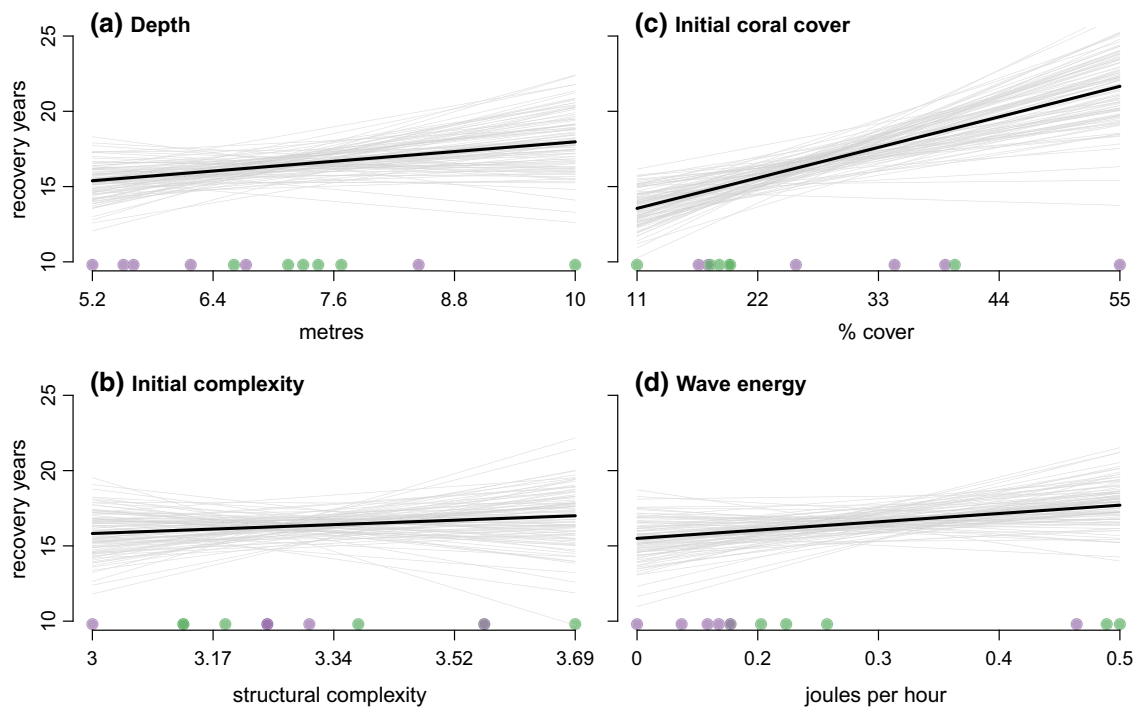 (a) Depth
recovery years
25
20
15
10
5.2 6.4 7.6 8.8 10
metres
(c) Initial coral cover
11 22 33 44 55
% cover
(b) Initial complexity
recovery years
25
20
15
10
3 3.17 3.34 3.52 3.69
structural complexity
(d) Wave energy
0 0.2 0.3 0.4 0.5
joules per hour